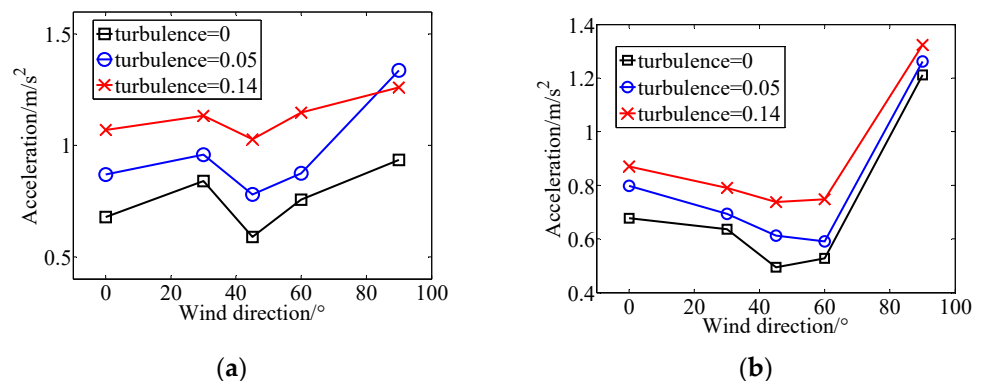 turbulence=0
turbulence=0.05
turbulence=0.14
1.5
1
0.5
Acceleration/m/s²
0 20 40 60 80 100
Wind direction/°
(a)
turbulence=0
turbulence=0.05
turbulence=0.14
1.4
1.2
1
0.8
0.6
0.4
Acceleration/m/s²
0 20 40 60 80 100
Wind direction/°
(b)